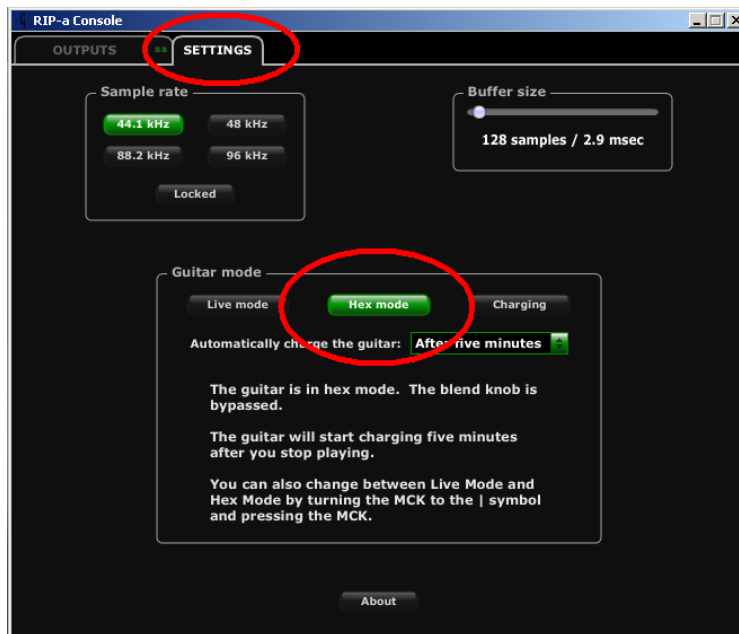 RIP-a Console
OUTPUTS
SETTINGS
Sample rate
44.1 kHz
48 kHz
88.2 kHz
96 kHz
Locked
Buffer size
128 samples / 2.9 msec
Guitar mode
Live mode
Hex mode
Charging
Automatically charge the guitar:
After five minutes
The guitar is in hex mode. The blend knob is
bypassed.
The guitar will start charging five minutes
after you stop playing.
You can also change between Live Mode and
Hex Mode by turning the MCK to the | symbol
and pressing the MCK.
About